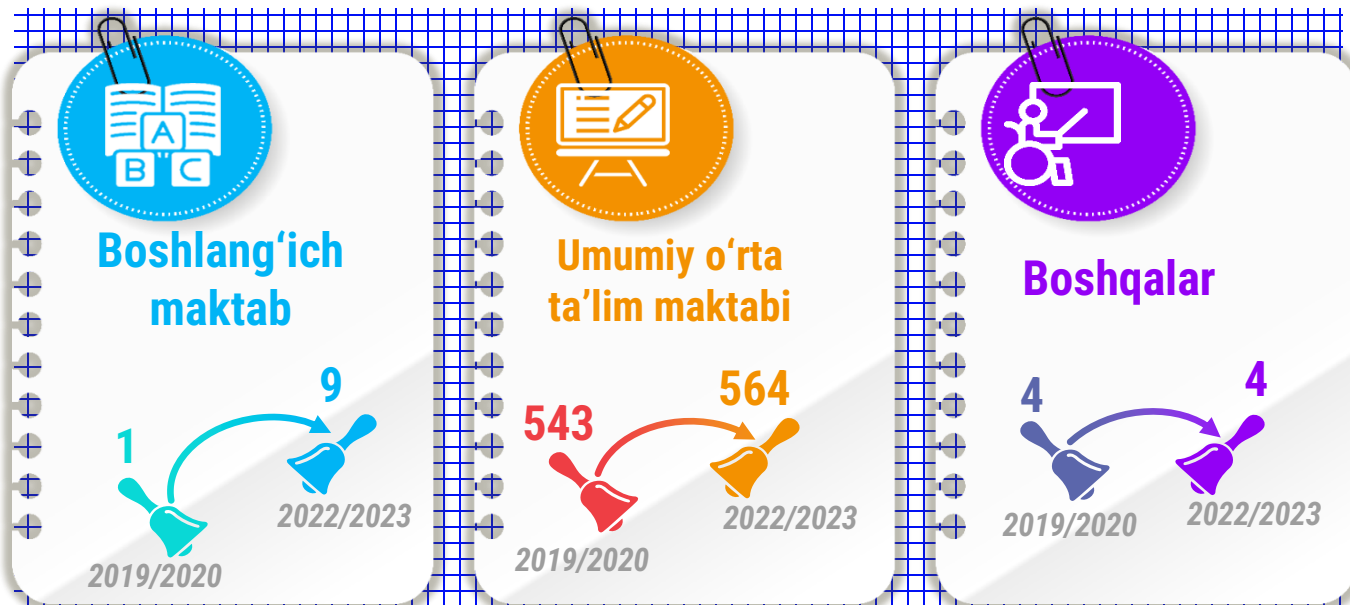 A
B C
Boshlang‘ich
maktab
1
9
2019/2020
2022/2023
Umumiy o‘rta
ta’lim maktabi
543
564
2019/2020
2022/2023
Boshqalar
4
4
2019/2020
2022/2023